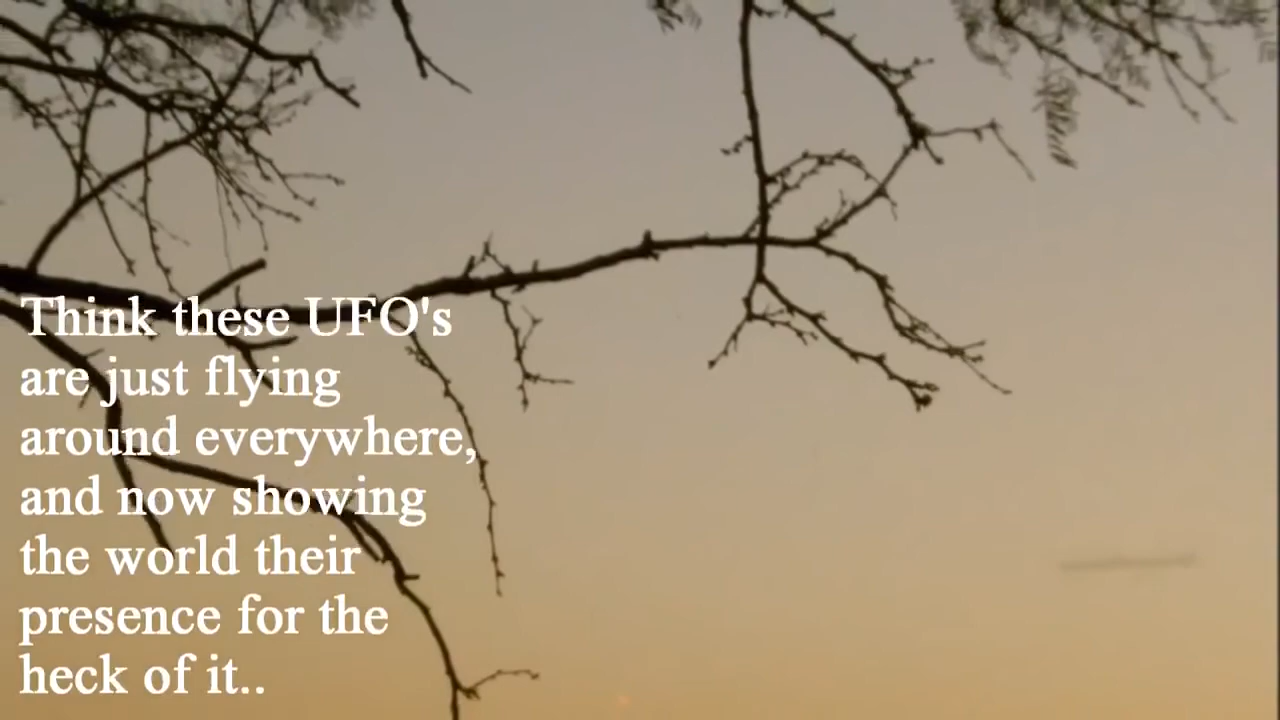 Think these UFO's
are just flying
around everywhere,
and now showing
the world their
presence for the
heck of it..